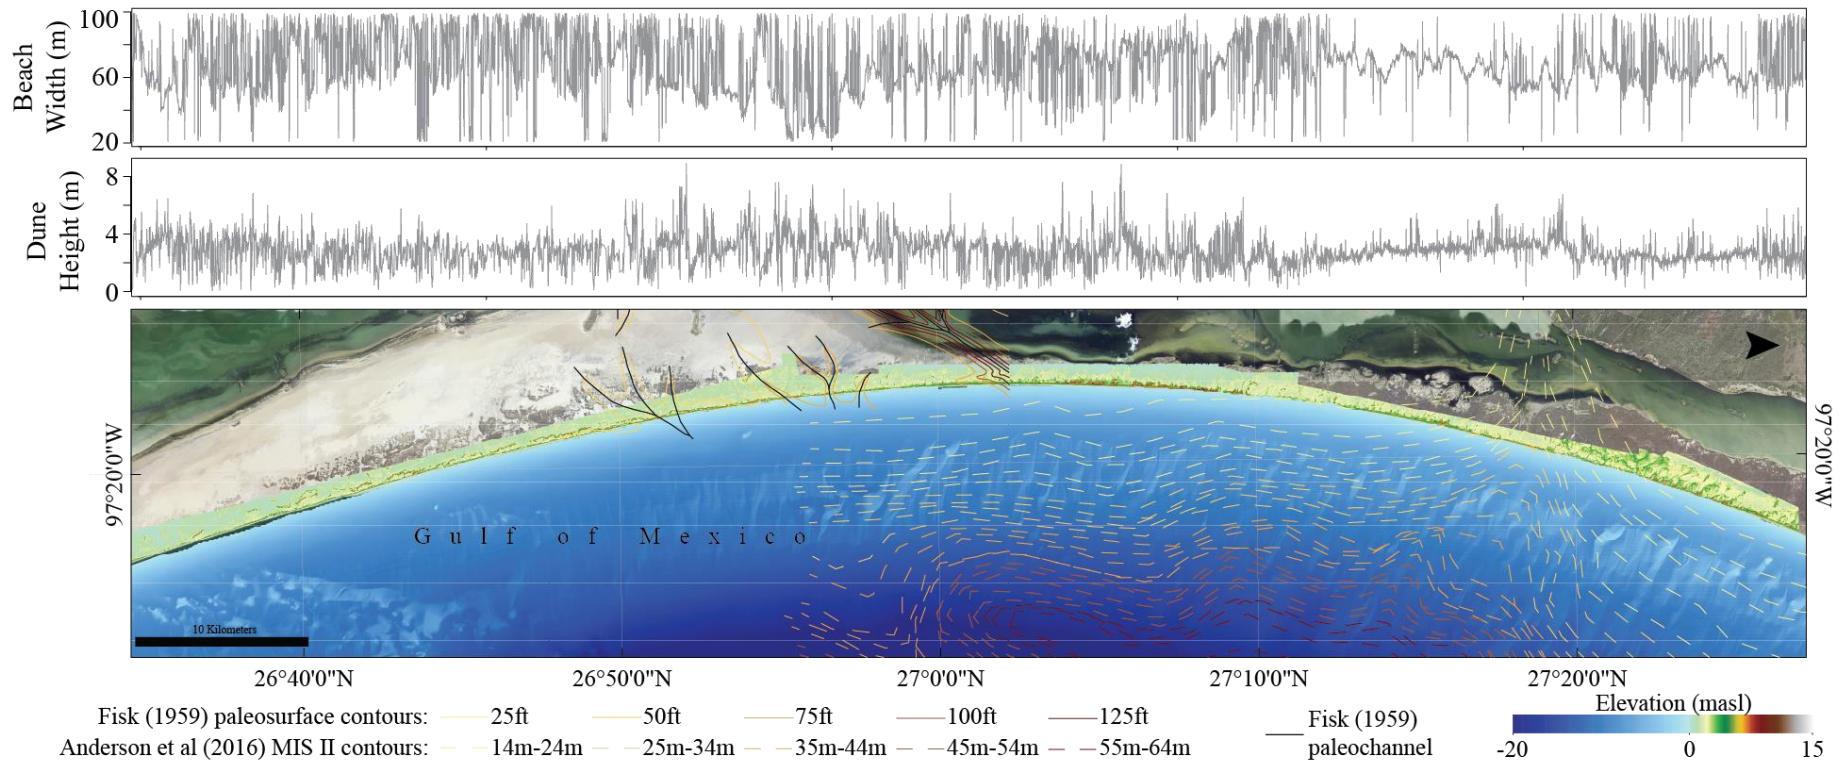 Beach
Width (m)
100
60
20
Dune
Height (m)
8
4
0
97°20'0"W
97°20'0"W
Gulf of Mexico
10 Kilometers
26°40'0"N 26°50'0"N 27°0'0"N 27°10'0"N 27°20'0"N
Fisk (1959) paleosurface contours: 25ft 50ft 75ft 100ft 125ft
Anderson et al (2016) MIS II contours: 14m-24m 25m-34m 35m-44m 45m-54m 55m-64m
Fisk (1959)
paleochannel
Elevation (masl)
-20 0 15